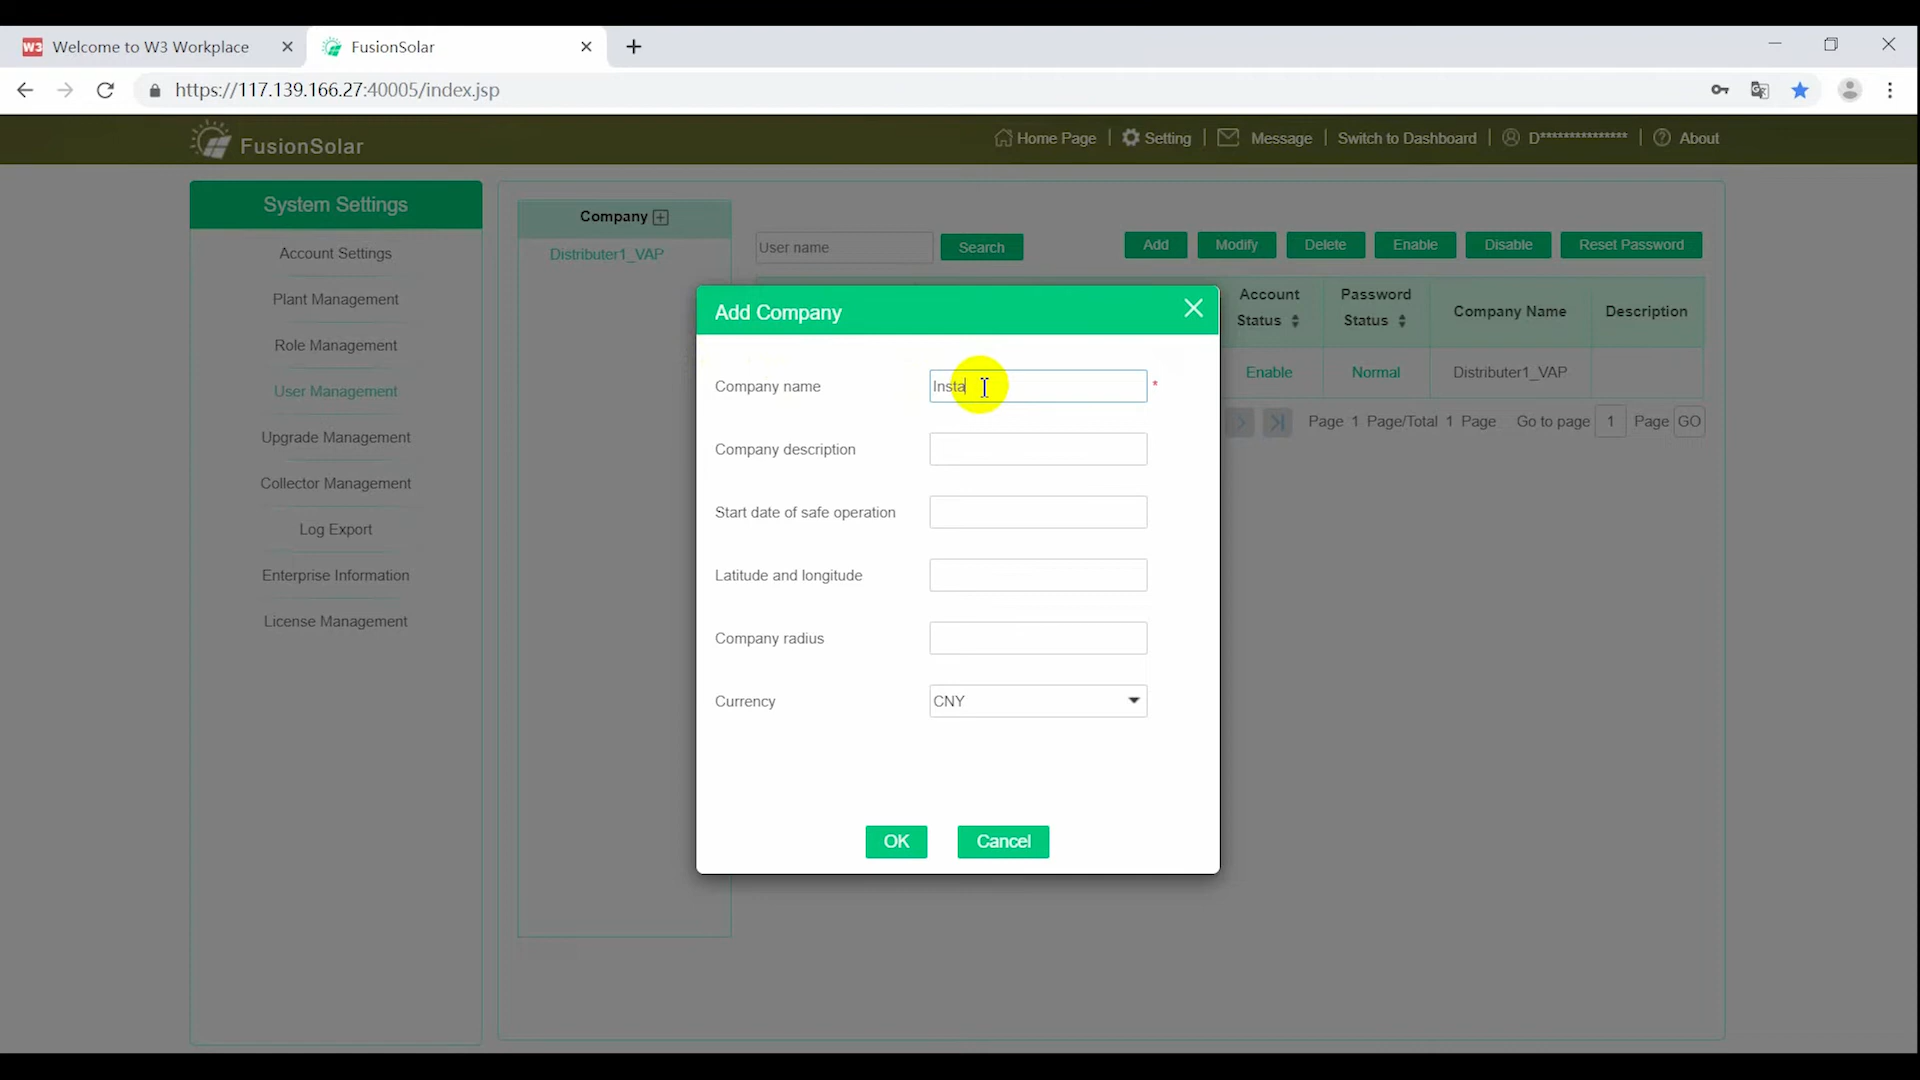 W3 Welcome to W3 Workplace
FusionSolar
https://117.139.166.27:40005/index.jsp
FusionSolar
Home Page | Setting | Message | Switch to Dashboard | D*************** | About
System Settings
Account Settings
Plant Management
Role Management
User Management
Upgrade Management
Collector Management
Log Export
Enterprise Information
License Management
Company
Distributer1_VAP
User name
Search
Add
Modify
Delete
Enable
Disable
Reset Password
Account Status
Password Status
Company Name
Description
Enable
Normal
Distributer1_VAP
Page 1 Page/Total 1 Page Go to page 1 Page GO
Add Company
Company name Insta *
Company description
Start date of safe operation
Latitude and longitude
Company radius
Currency CNY
OK
Cancel